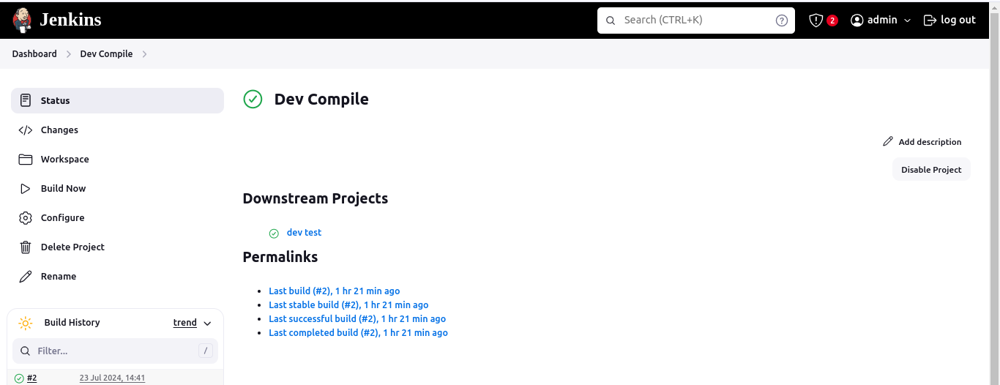 Jenkins
Search (CTRL+K)
2
admin
log out
Dashboard
Dev Compile
Status
Changes
Workspace
Build Now
Configure
Delete Project
Rename
Build History
trend
Filter...
/
#2
23 Jul 2024, 14:41
Dev Compile
Add description
Disable Project
Downstream Projects
dev test
Permalinks
Last build (#2), 1 hr 21 min ago
Last stable build (#2), 1 hr 21 min ago
Last successful build (#2), 1 hr 21 min ago
Last completed build (#2), 1 hr 21 min ago